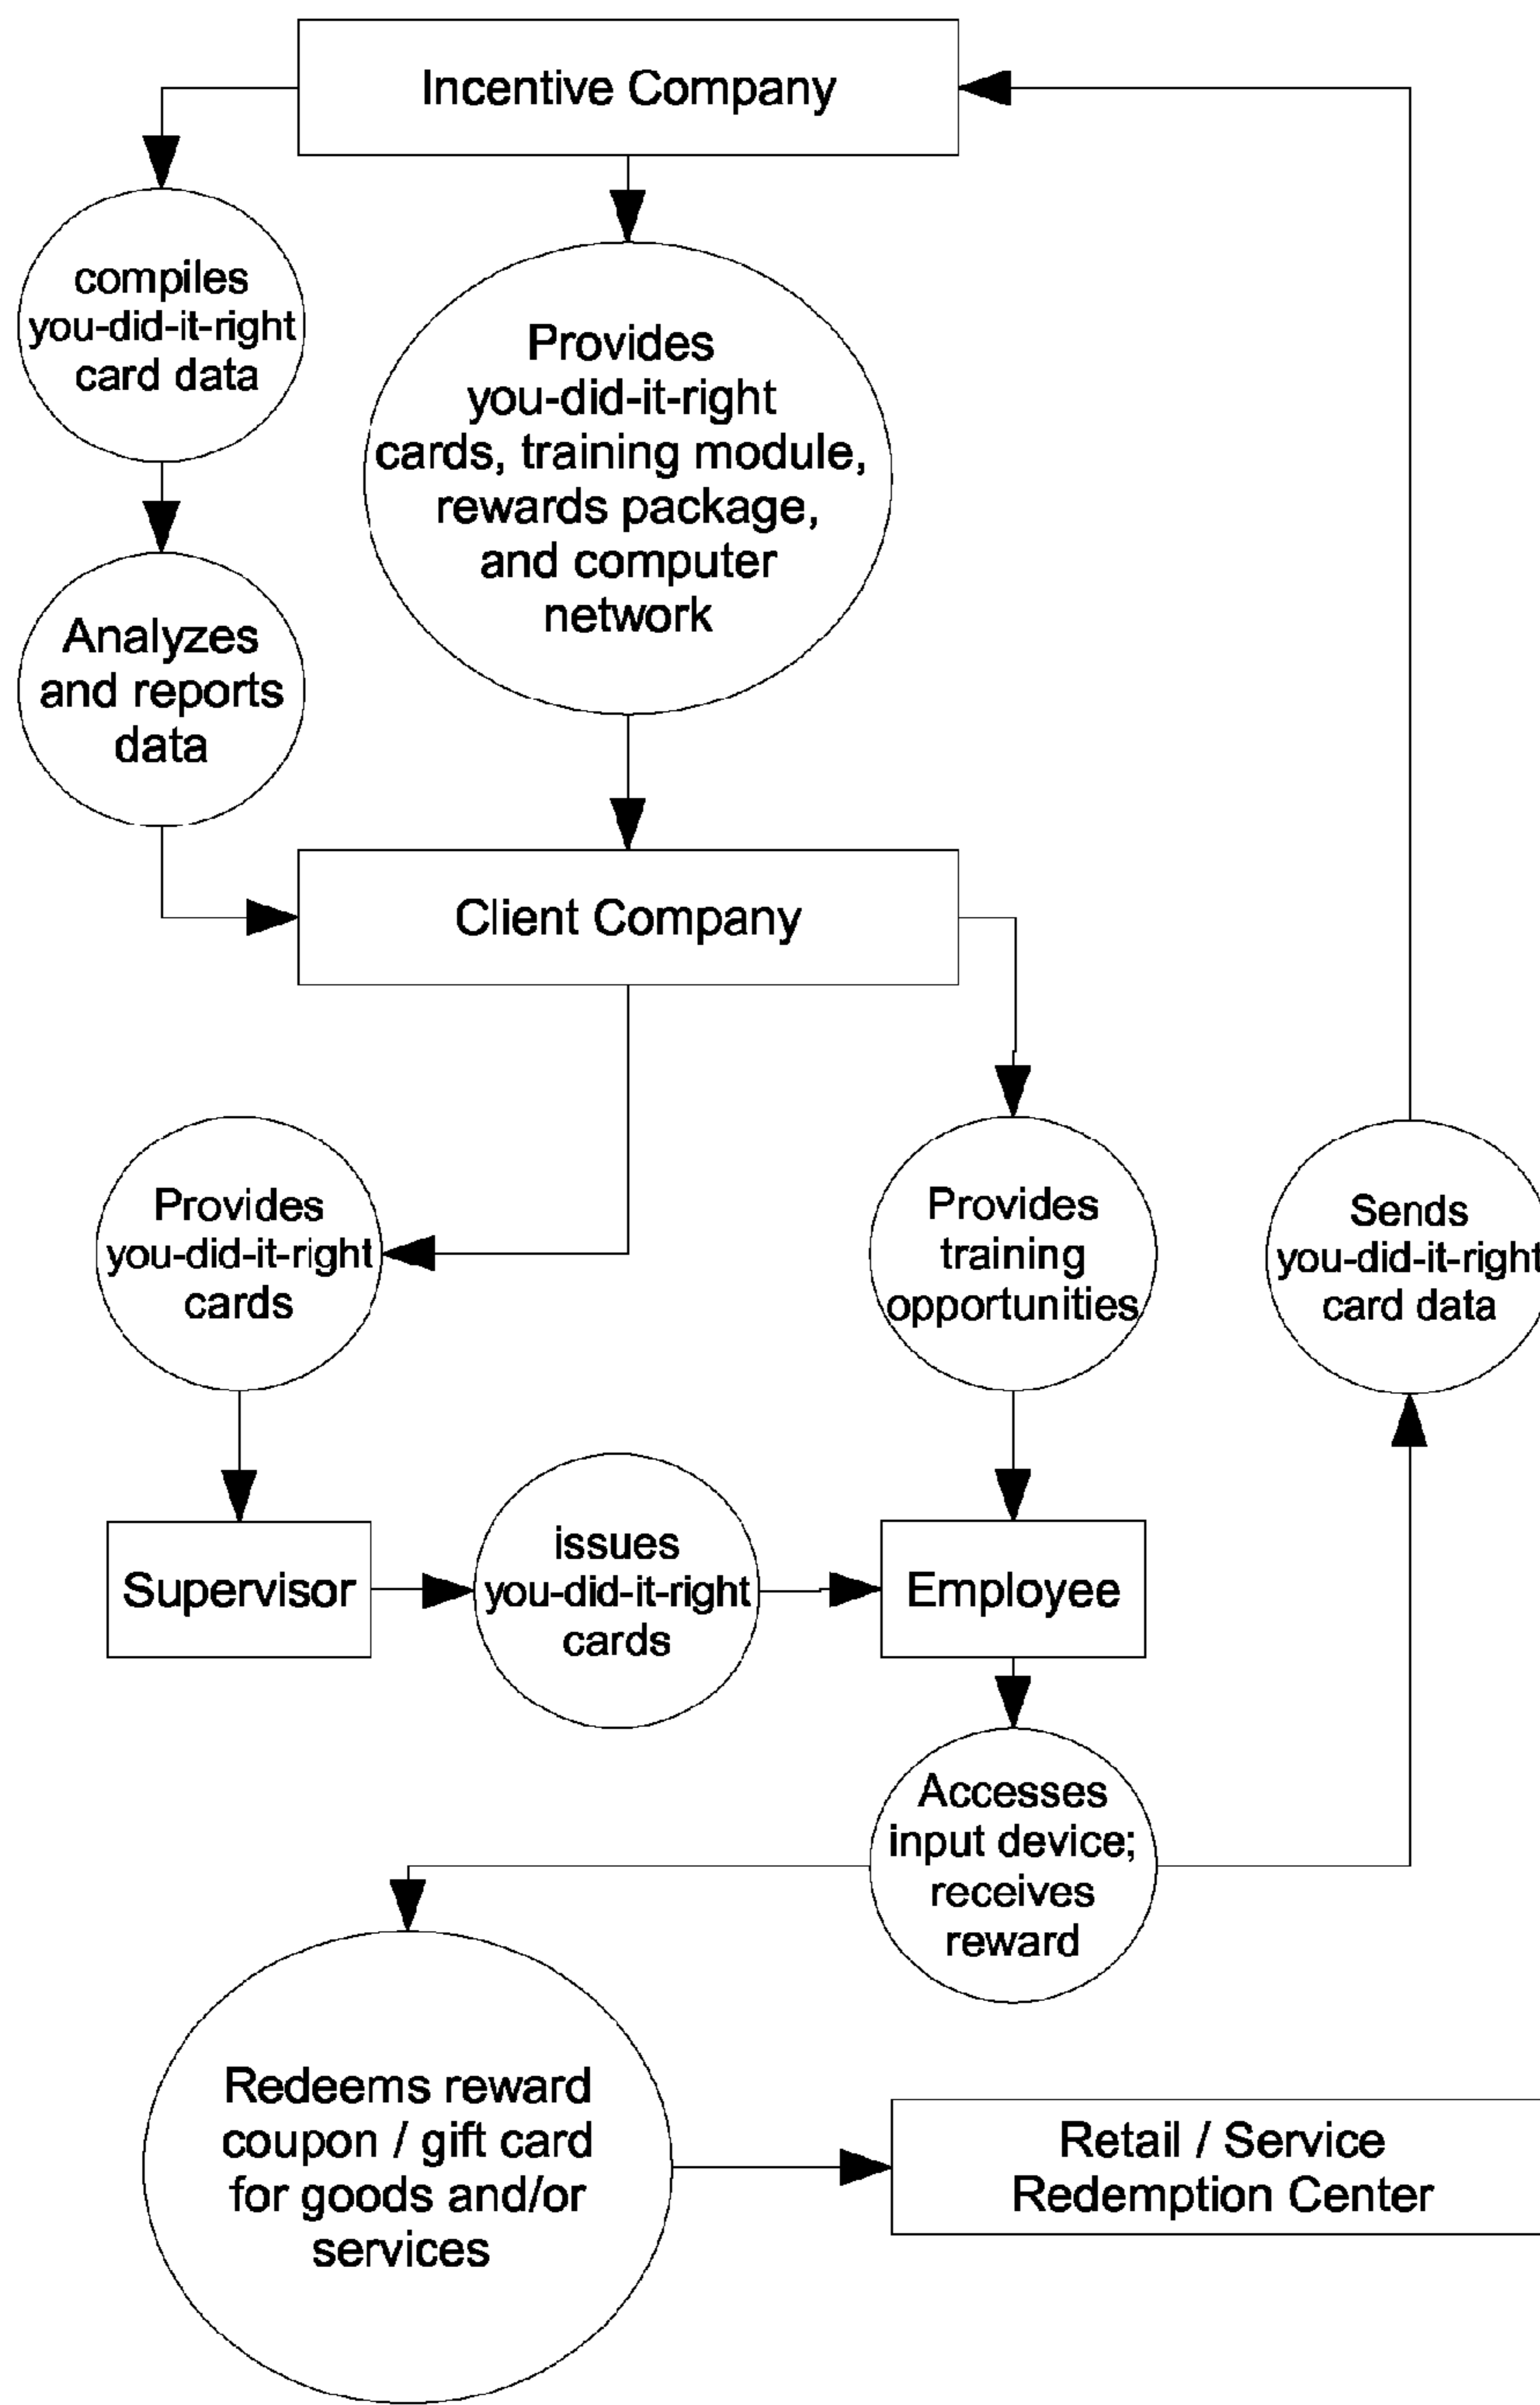 Incentive Company
compiles
you-did-it-right
card data
Provides
you-did-it-right
cards, training module,
rewards package,
and computer
network
Analyzes
and reports
data
Client Company
Provides
you-did-it-right
cards
Provides
training
opportunities
Sends
you-did-it-right
card data
Supervisor
issues
you-did-it-right
cards
Employee
Accesses
input device;
receives
reward
Redeems reward
coupon / gift card
for goods and/or
services
Retail / Service
Redemption Center